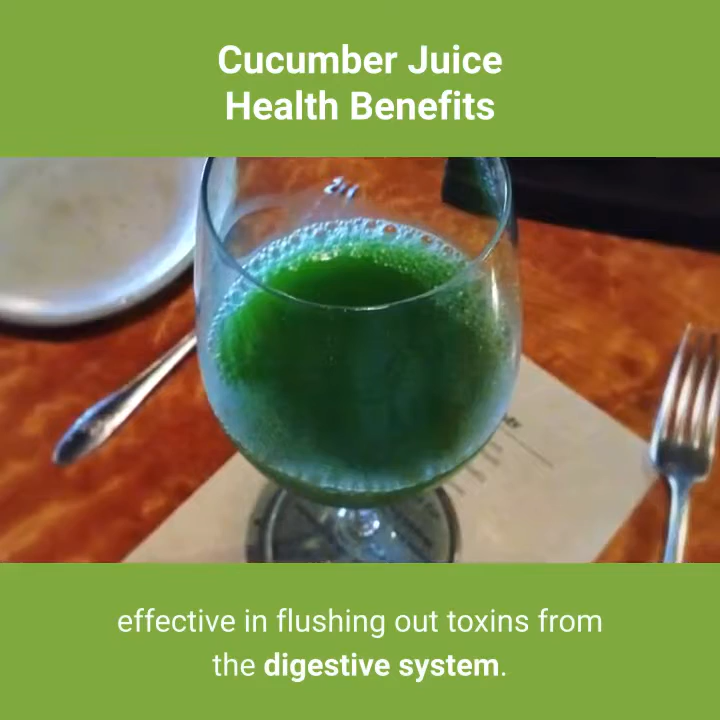 Cucumber Juice
Health Benefits
effective in flushing out toxins from
the digestive system.